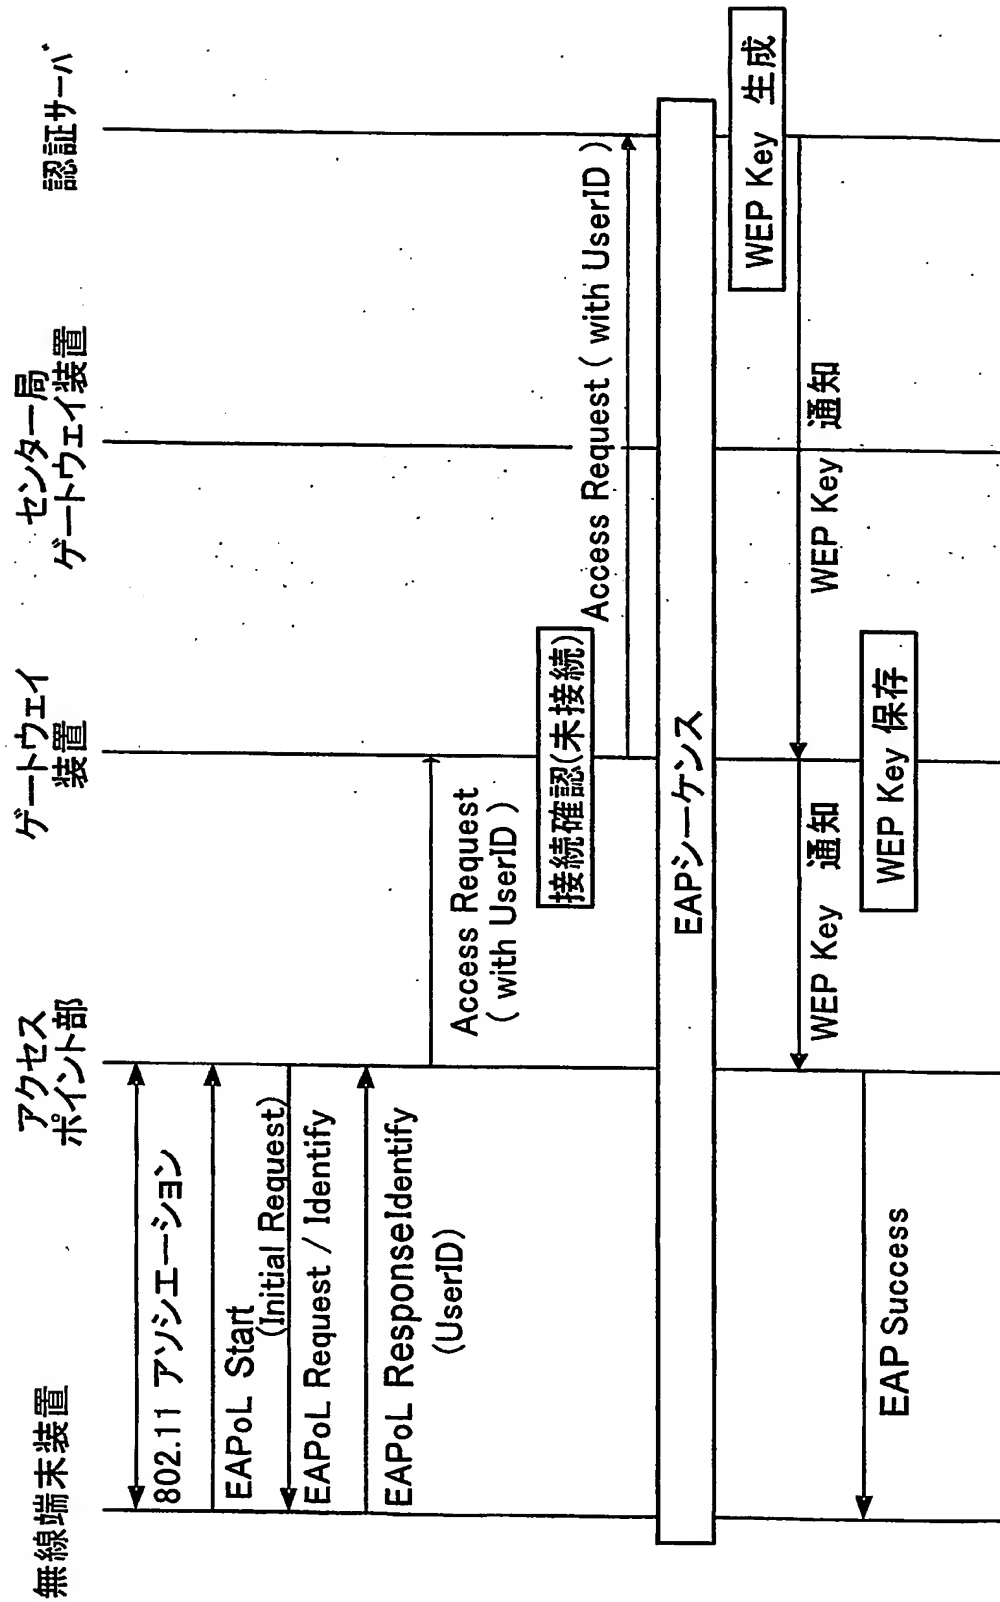 無線端末装置
アクセス
ポイント部
ゲートウェイ
装置
センター局
ゲートウェイ装置
認証サーバ
802.11 アソシエーション
EAPoL Start
(Initial Request)
EAPoL Request / Identify
EAPoL ResponseIdentify
(UserID)
Access Request
( with UserID )
接続確認(未接続)
Access Request ( with UserID )
EAPシーケンス
WEP Key 生成
WEP Key 通知
WEP Key 通知
WEP Key 保存
EAP Success